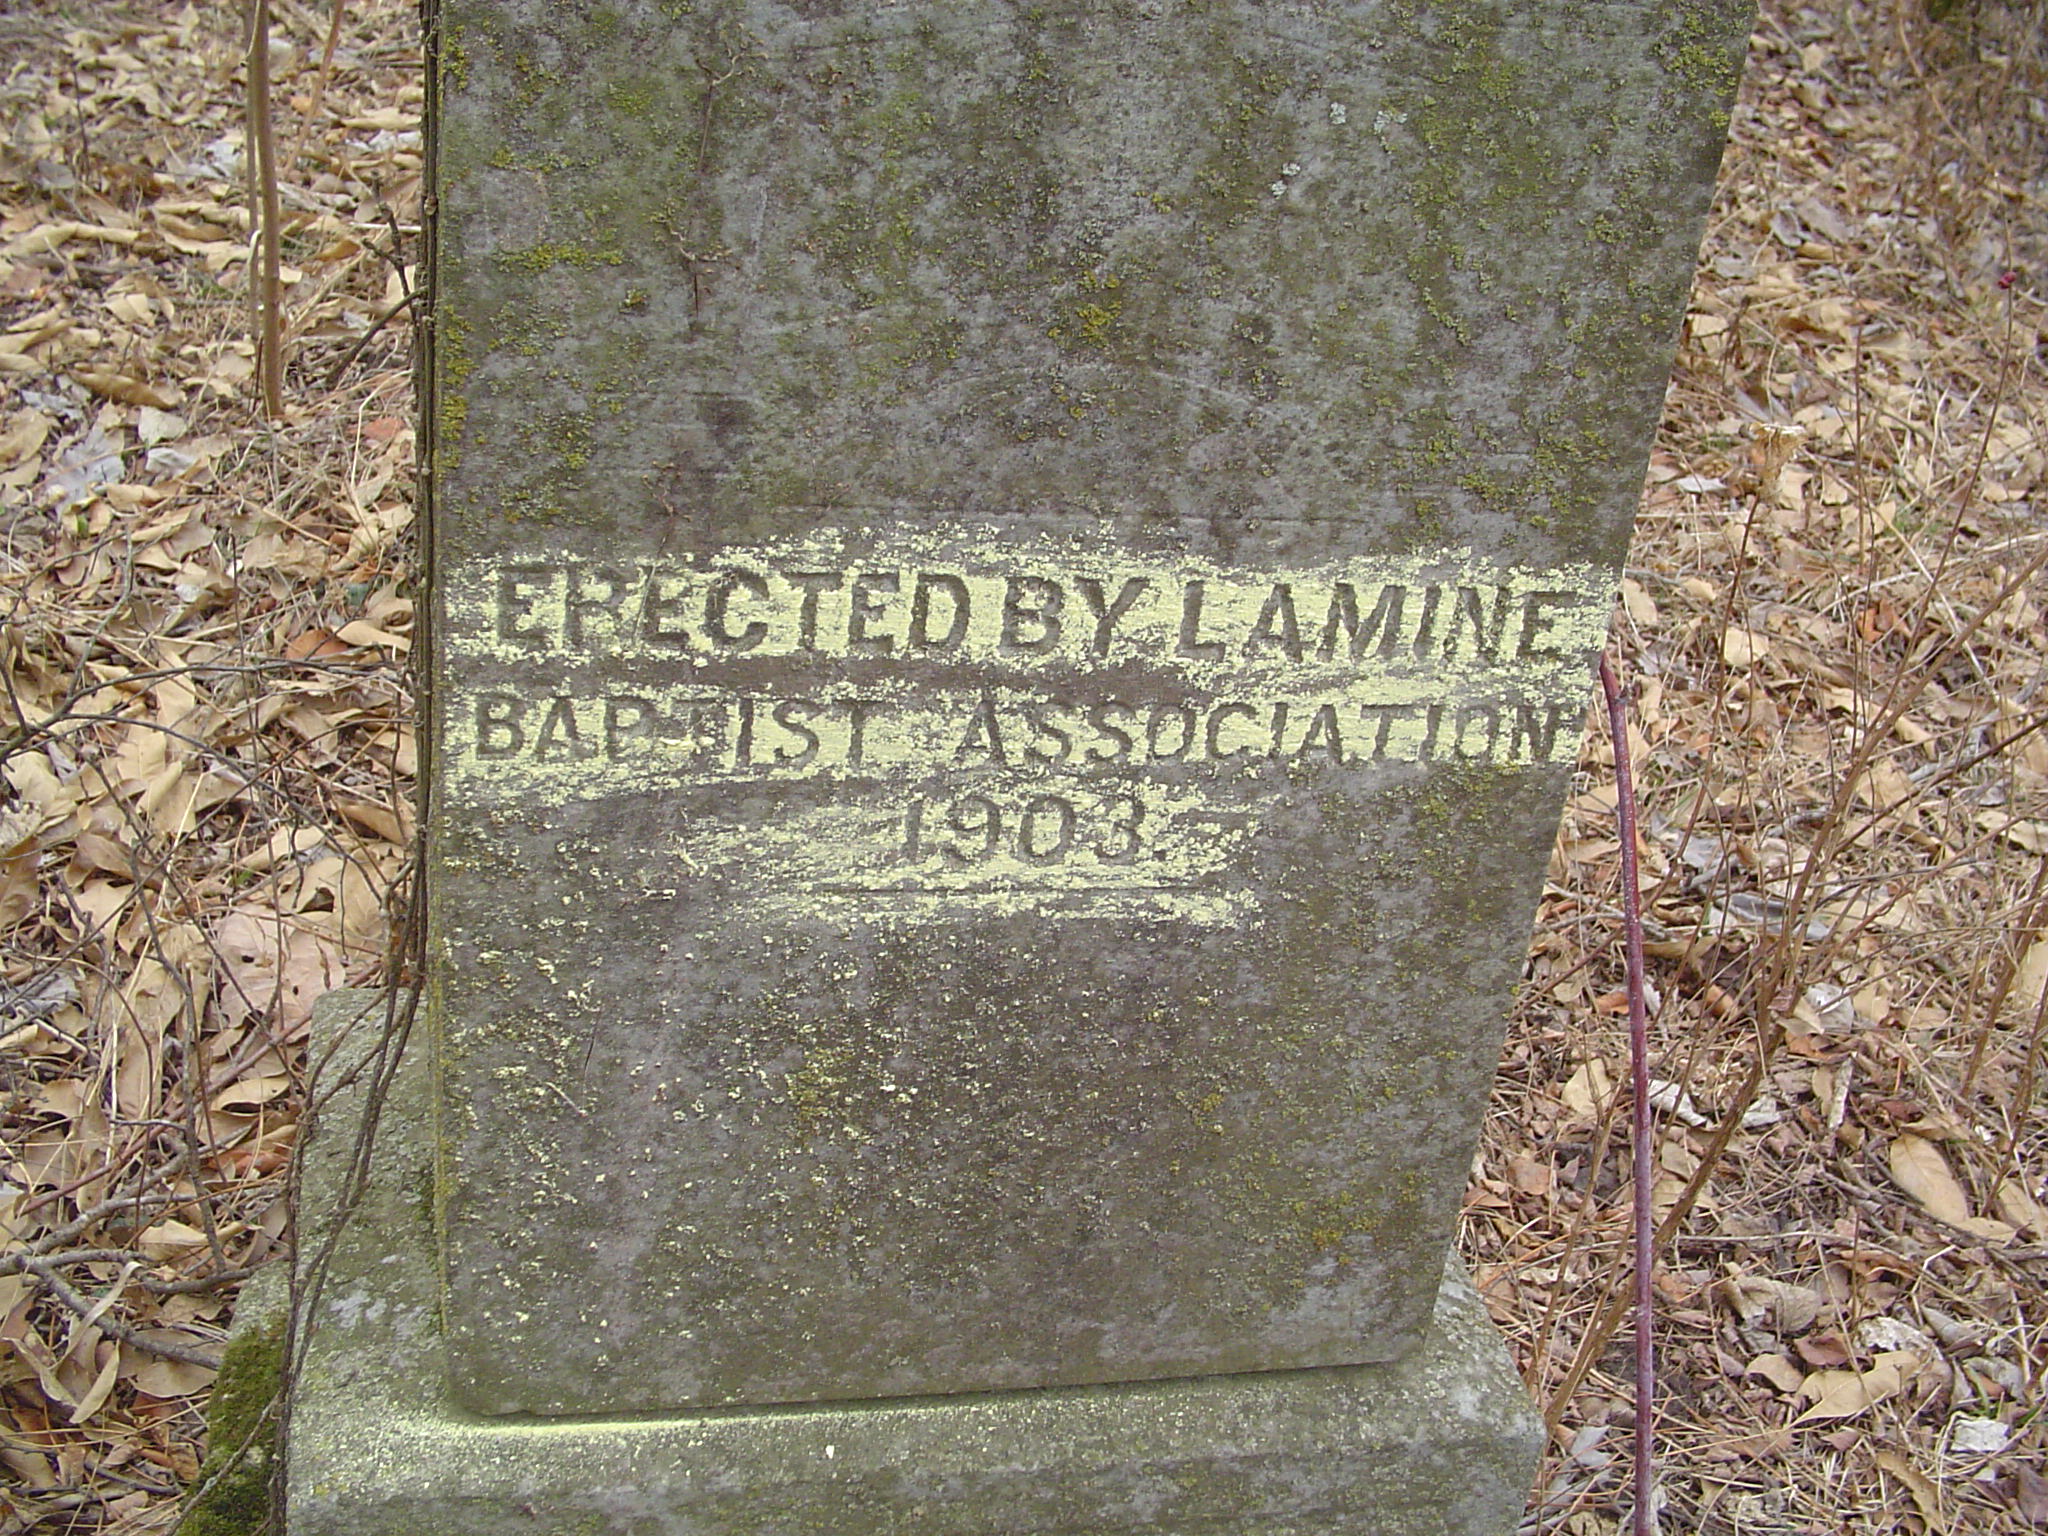 ERECTED BY LAMINE
BAPTIST ASSOCIATION
1903.